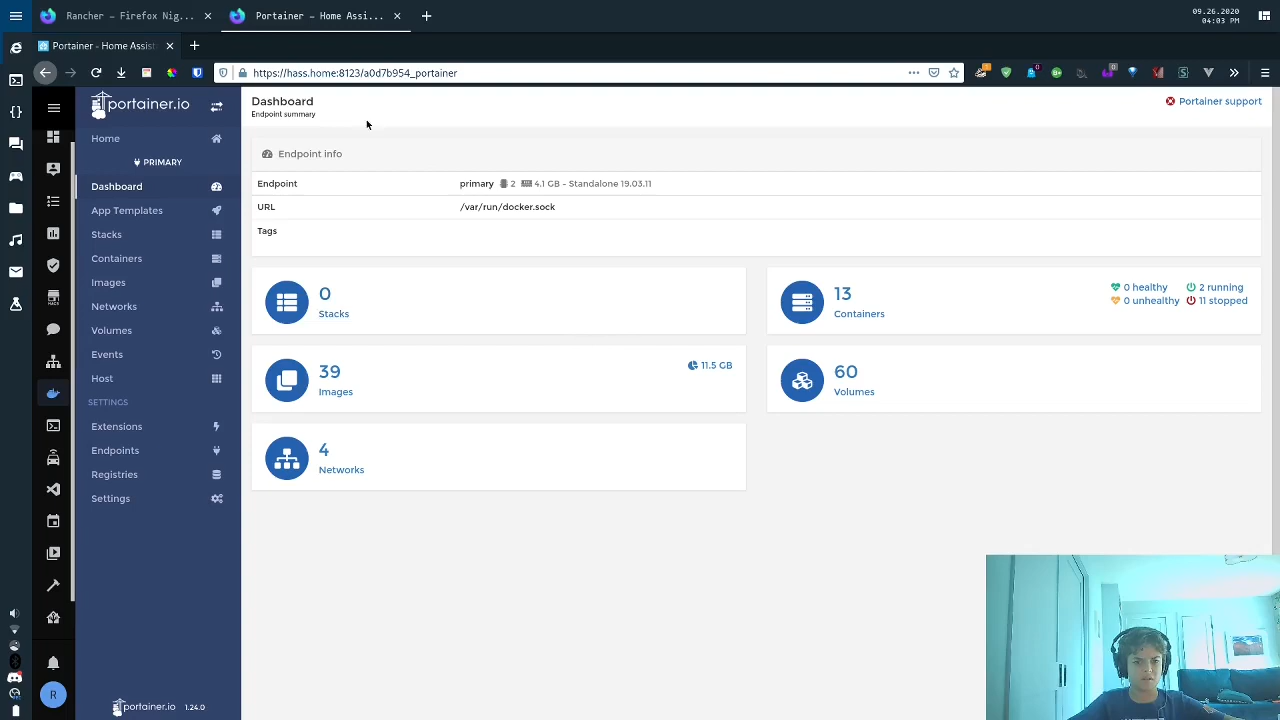 Rancher – Firefox Nig...
Portainer – Home Assi...
09.26.2020
04:03 PM
Portainer - Home Assis
https://hass.home:8123/a0d7b954_portainer
portainer.io
Home
PRIMARY
Dashboard
App Templates
Stacks
Containers
Images
Networks
Volumes
Events
Host
SETTINGS
Extensions
Endpoints
Registries
Settings
portainer.io 1.24.0
R
Dashboard
Endpoint summary
Portainer support
Endpoint info
Endpoint primary 2 4.1 GB - Standalone 19.03.11
URL /var/run/docker.sock
Tags
0
Stacks
13
Containers
0 healthy 2 running
0 unhealthy 11 stopped
39
Images
11.5 GB
60
Volumes
4
Networks